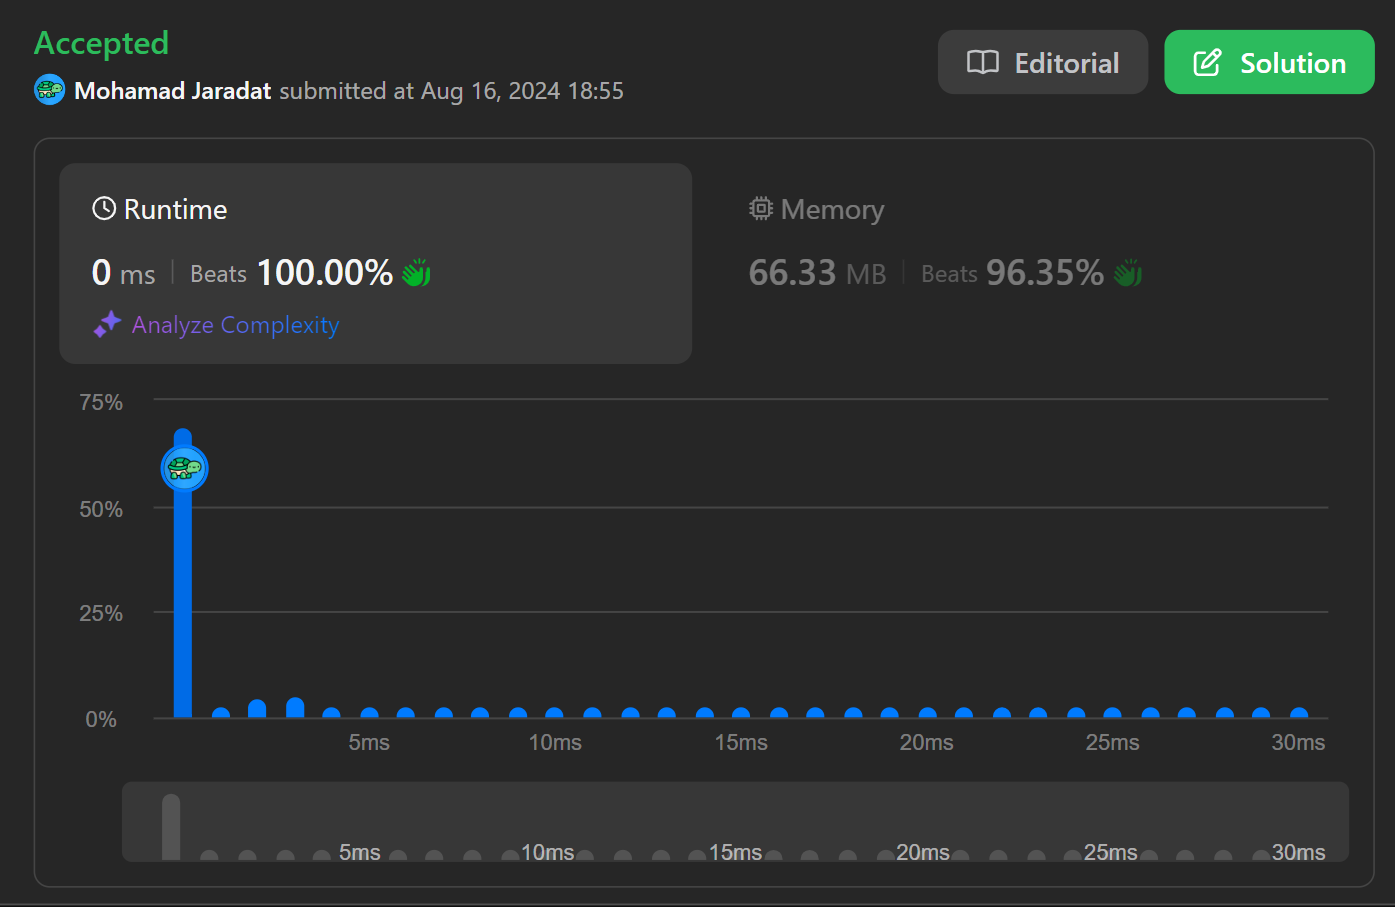 Accepted
Editorial
Solution
Mohamad Jaradat submitted at Aug 16, 2024 18:55
Runtime
0 ms
Beats 100.00%
Analyze Complexity
Memory
66.33 MB
Beats 96.35%
75%
50%
25%
0%
5ms 10ms 15ms 20ms 25ms 30ms
5ms 10ms 15ms 20ms 25ms 30ms